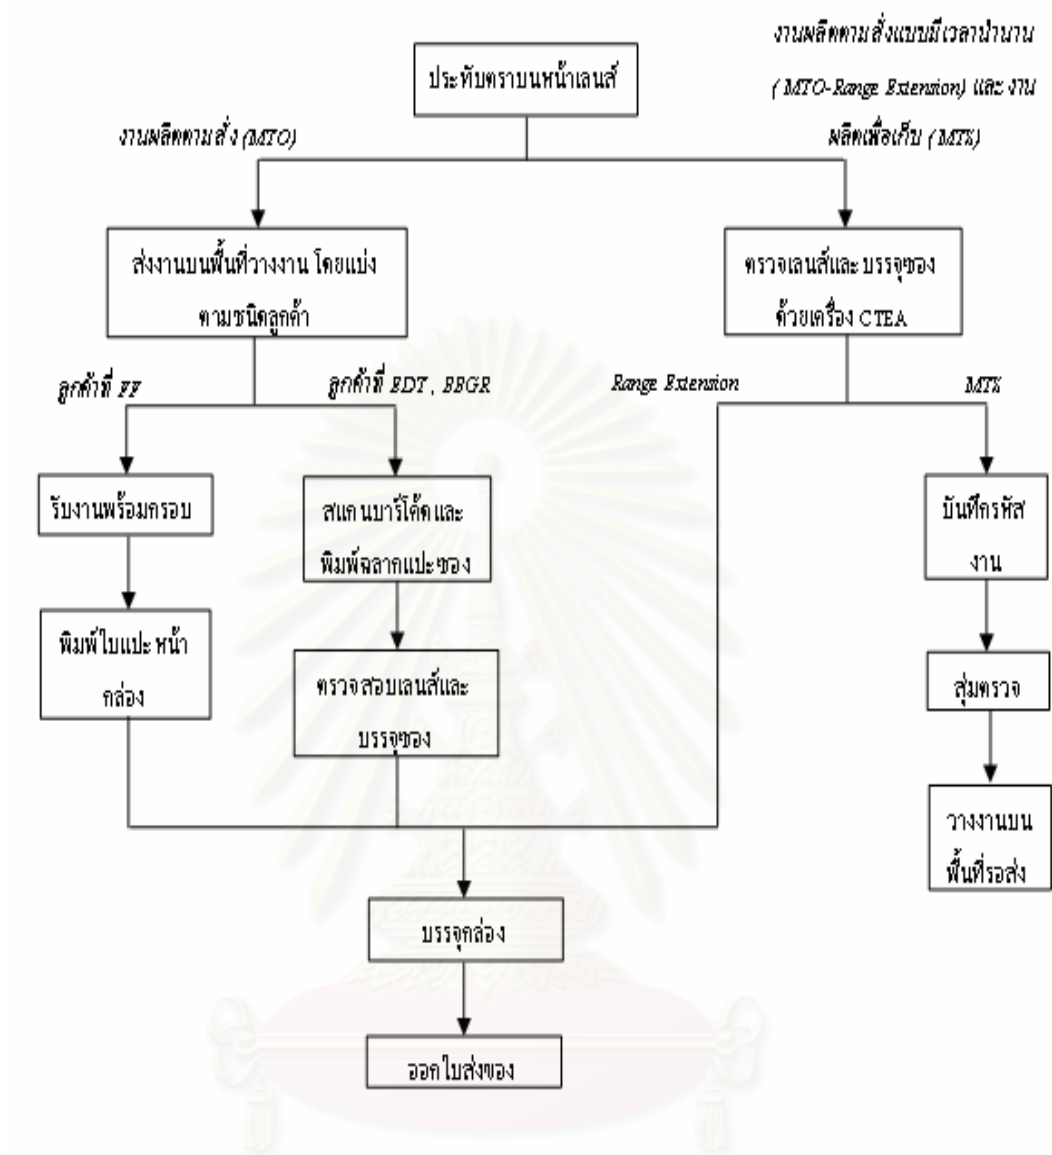 งานผลิตตามสั่งแบบมีเวลานำนาน
( MTO-Range Extension) และงาน
ผลิตเพื่อเก็บ ( MTS)
ประทับตราบนหน้าเลนส์
งานผลิตตามสั่ง (MTO)
ส่งงานบนพื้นที่วางงาน โดยแบ่ง
ตามชนิดลูกค้า
ตรวจเลนส์และ บรรจุซอง
ด้วยเครื่อง CTEA
ลูกค้าที่ FF
ลูกค้าที่ EDT , BBGR
Range Extension
MTS
รับงานพร้อมกรอบ
สแกนบาร์โค้ดและ
พิมพ์ฉลากแปะซอง
บันทึกรหัส
งาน
พิมพ์ใบแปะ หน้า
กล่อง
ตรวจสอบเลนส์และ
บรรจุซอง
สุ่มตรวจ
วางงานบน
พื้นที่รอส่ง
บรรจุกล่อง
ออกใบส่งของ